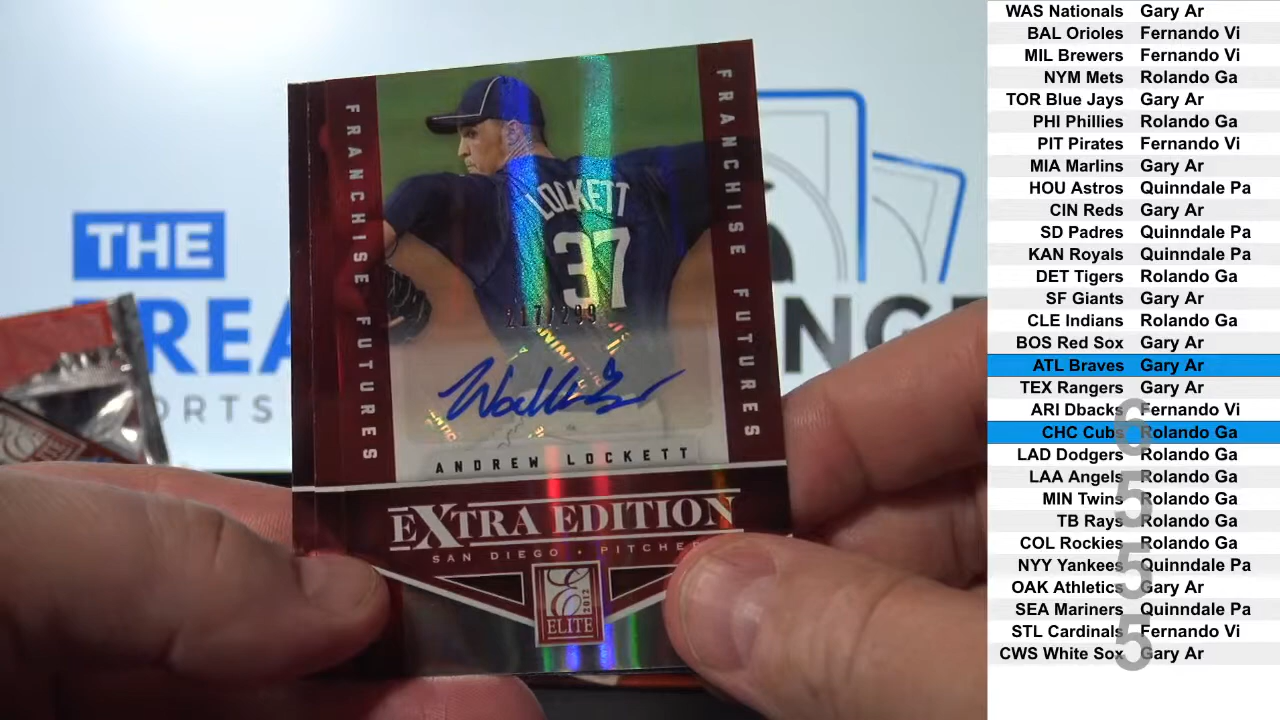 THE
REA
NGE
ORTS
FRANCHISE FUTURES
FRANCHISE FUTURES
LOCKETT
37
217/299
ANDREW LOCKETT
EXTRA EDITION
SAN DIEGO • PITCHER
E
2012
ELITE
WAS Nationals Gary Ar
BAL Orioles Fernando Vi
MIL Brewers Fernando Vi
NYM Mets Rolando Ga
TOR Blue Jays Gary Ar
PHI Phillies Rolando Ga
PIT Pirates Fernando Vi
MIA Marlins Gary Ar
HOU Astros Quinndale Pa
CIN Reds Gary Ar
SD Padres Quinndale Pa
KAN Royals Quinndale Pa
DET Tigers Rolando Ga
SF Giants Gary Ar
CLE Indians Rolando Ga
BOS Red Sox Gary Ar
ATL Braves Gary Ar
TEX Rangers Gary Ar
ARI Dbacks Fernando Vi
CHC Cubs Rolando Ga
LAD Dodgers Rolando Ga
LAA Angels Rolando Ga
MIN Twins Rolando Ga
TB Rays Rolando Ga
COL Rockies Rolando Ga
NYY Yankees Quinndale Pa
OAK Athletics Gary Ar
SEA Mariners Quinndale Pa
STL Cardinals Fernando Vi
CWS White Sox Gary Ar